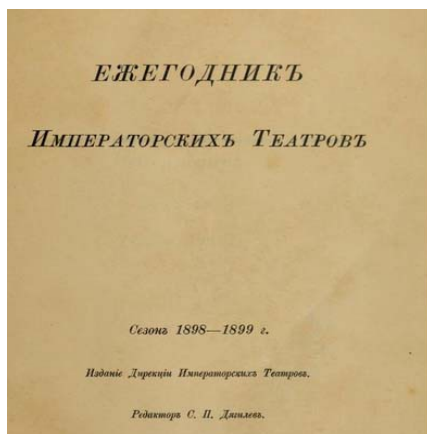 ЕЖЕГОДНИКЪ
ИМПЕРАТОРСКИХЪ ТЕАТРОВЪ
Сезонъ 1898—1899 г.
Изданіе Дирекціи Императорскихъ Театровъ.
Редакторъ С. П. Дягилевъ.